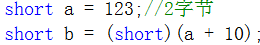 short a = 123;//2字节
short b = (short)(a + 10);